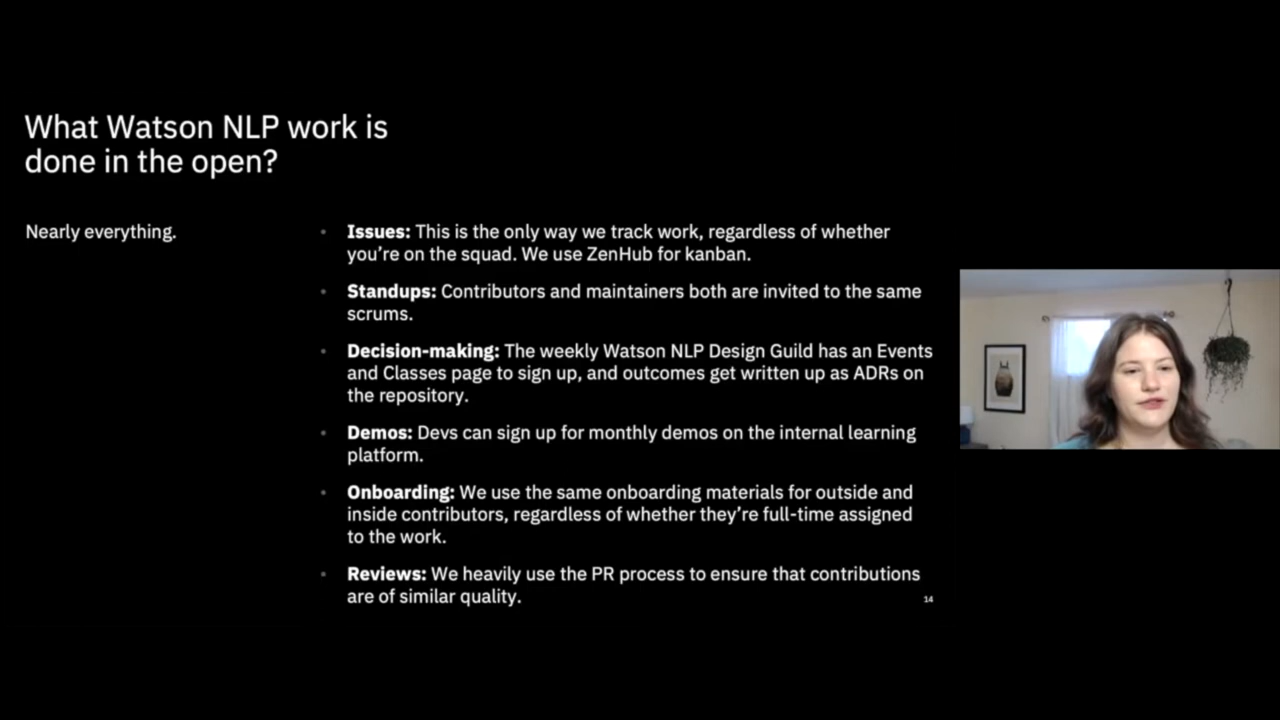 What Watson NLP work is
done in the open?
Nearly everything.
• Issues: This is the only way we track work, regardless of whether
you're on the squad. We use ZenHub for kanban.
• Standups: Contributors and maintainers both are invited to the same
scrums.
• Decision-making: The weekly Watson NLP Design Guild has an Events
and Classes page to sign up, and outcomes get written up as ADRs on
the repository.
• Demos: Devs can sign up for monthly demos on the internal learning
platform.
• Onboarding: We use the same onboarding materials for outside and
inside contributors, regardless of whether they're full-time assigned
to the work.
• Reviews: We heavily use the PR process to ensure that contributions
are of similar quality.
14